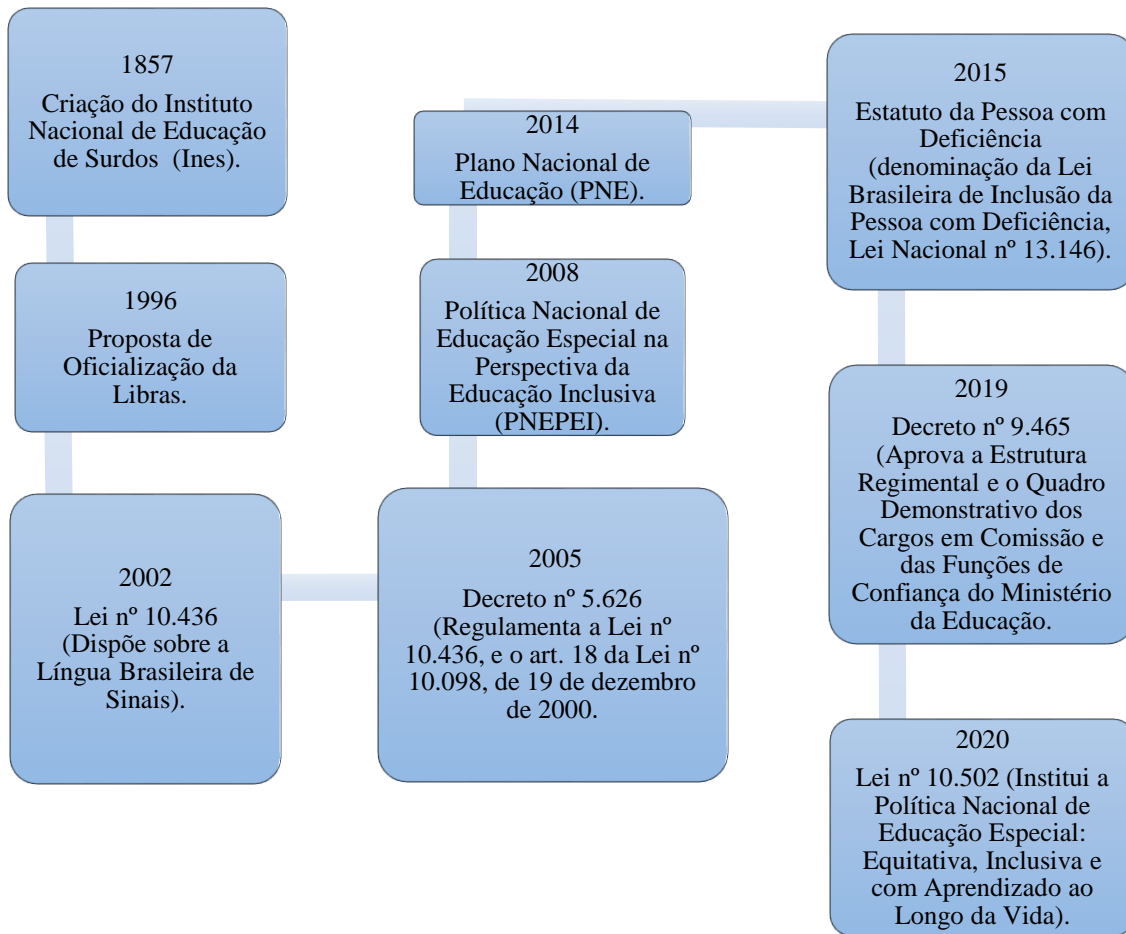 1857
Criação do Instituto
Nacional de Educação
de Surdos (Ines).
1996
Proposta de
Oficialização da
Libras.
2002
Lei nº 10.436
(Dispõe sobre a
Língua Brasileira de
Sinais).
2005
Decreto nº 5.626
(Regulamenta a Lei nº
10.436, e o art. 18 da Lei nº
10.098, de 19 de dezembro
de 2000.
2008
Política Nacional de
Educação Especial na
Perspectiva da
Educação Inclusiva
(PNEPEI).
2014
Plano Nacional de
Educação (PNE).
2015
Estatuto da Pessoa com
Deficiência
(denominação da Lei
Brasileira de Inclusão da
Pessoa com Deficiência,
Lei Nacional nº 13.146).
2019
Decreto nº 9.465
(Aprova a Estrutura
Regimental e o Quadro
Demonstrativo dos
Cargos em Comissão e
das Funções de
Confiança do Ministério
da Educação.
2020
Lei nº 10.502 (Institui a
Política Nacional de
Educação Especial:
Equitativa, Inclusiva e
com Aprendizado ao
Longo da Vida).